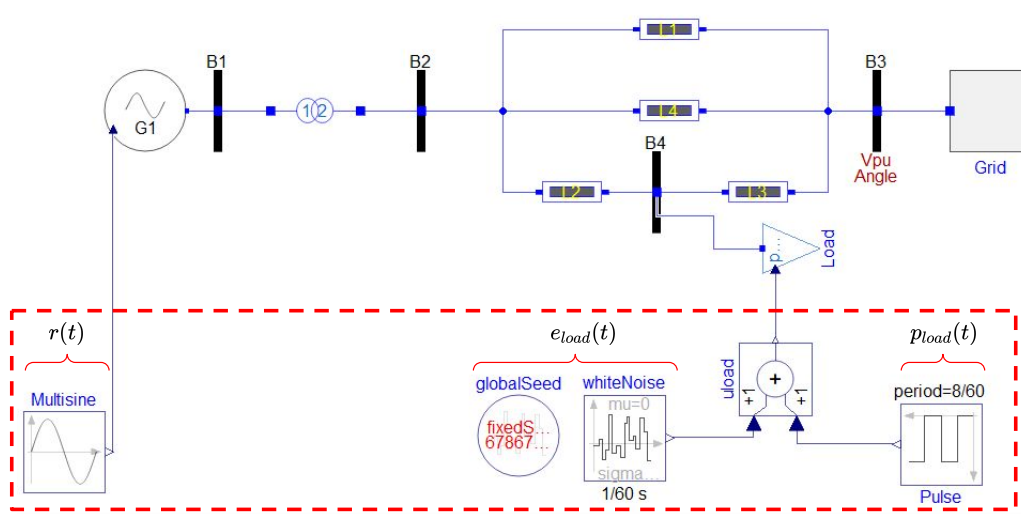 L1
B1
B2
B3
G1
1 2
L4
B4
Vpu
Angle
Grid
L2
L3
p...
Load
r(t)
e_load(t)
p_load(t)
globalSeed
whiteNoise
uload
+
+1
+1
period=8/60
Multisine
mu=0
fixedS...
67867...
sigma...
1/60 s
Pulse